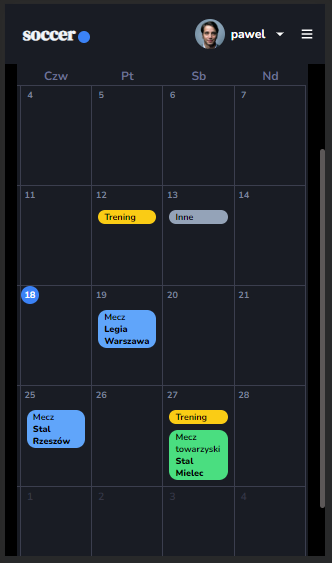 soccer
pawel
Czw Pt Sb Nd
4 5 6 7
11 12 13 14
Trening Inne
18 19 20 21
Mecz
Legia
Warszawa
25 26 27 28
Mecz
Stal
Rzeszów
Trening
Mecz
towarzyski
Stal
Mielec
1 2 3 4